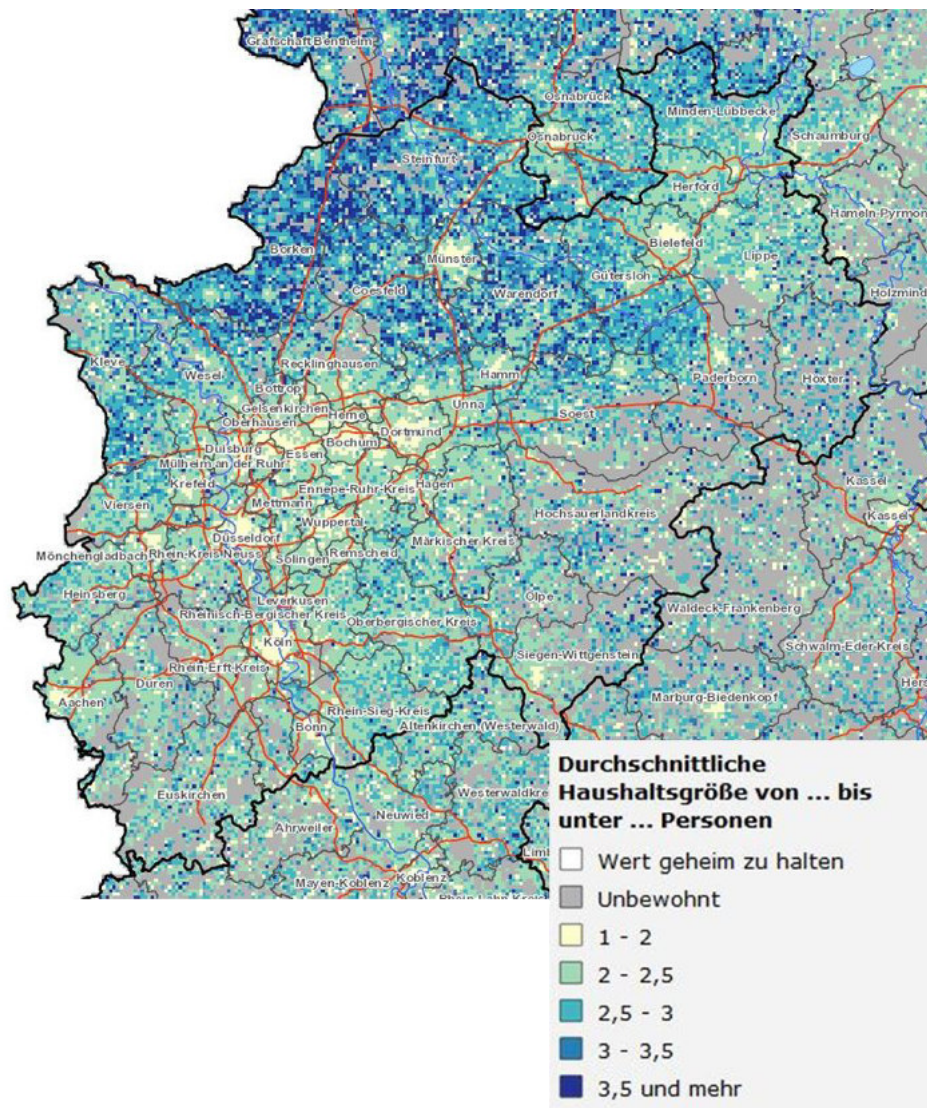 Grafschaft Bentheim
Osnabrück
Minden-Lübbecke
Osnabrück
Schaumburg
Steinfurt
Herford
Hameln-Pyrmon
Borken
Münster
Bielefeld
Lippe
Coesfeld
Warendorf
Gütersloh
Holzmind
Kleve
Wesel
Recklinghausen
Hamm
Paderborn
Höxter
Bottrop
Gelsenkirchen
Oberhausen
Herne
Unna
Soest
Duisburg
Essen
Bochum
Dortmund
Mülheim an der Ruhr
Krefeld
Hagen
Kassel
Viersen
Mettmann
Ennepe-Ruhr-Kreis
Hochsauerlandkreis
Kassel
Wuppertal
Düsseldorf
Märkischer Kreis
Mönchengladbach
Rhein-Kreis Neuss
Solingen
Remscheid
Heinsberg
Leverkusen
Olpe
Waldeck-Frankenberg
Rheinisch-Bergischer Kreis
Oberbergischer Kreis
Köln
Siegen-Wittgenstein
Schwalm-Eder-Kreis
Rhein-Erft-Kreis
Düren
Aachen
Marburg-Biedenkopf
Hers
Rhein-Sieg-Kreis
Bonn
Altenkirchen (Westerwald)
Euskirchen
Westerwaldkre
Neuwied
Ahrweiler
Limb
Koblenz
Mayen-Koblenz
Rhein-Lahn-Kreis
Durchschnittliche
Haushaltsgröße von ... bis
unter ... Personen
Wert geheim zu halten
Unbewohnt
1 - 2
2 - 2,5
2,5 - 3
3 - 3,5
3,5 und mehr